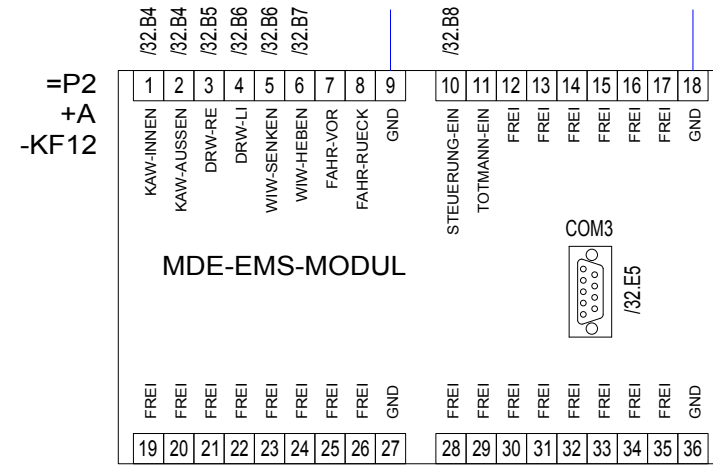 /32.B4 /32.B4 /32.B5 /32.B6 /32.B6 /32.B7 /32.B8
=P2 1 2 3 4 5 6 7 8 9 10 11 12 13 14 15 16 17 18
+A
-KF12
KAW-INNEN KAW-AUSSEN DRW-RE DRW-LI WIW-SENKEN WIW-HEBEN FAHR-VOR FAHR-RUECK GND STEUERUNG-EIN TOTMANN-EIN FREI FREI FREI FREI FREI FREI GND
COM3
MDE-EMS-MODUL
/32.E5
FREI FREI FREI FREI FREI FREI FREI FREI GND FREI FREI FREI FREI FREI FREI FREI FREI GND
19 20 21 22 23 24 25 26 27 28 29 30 31 32 33 34 35 36